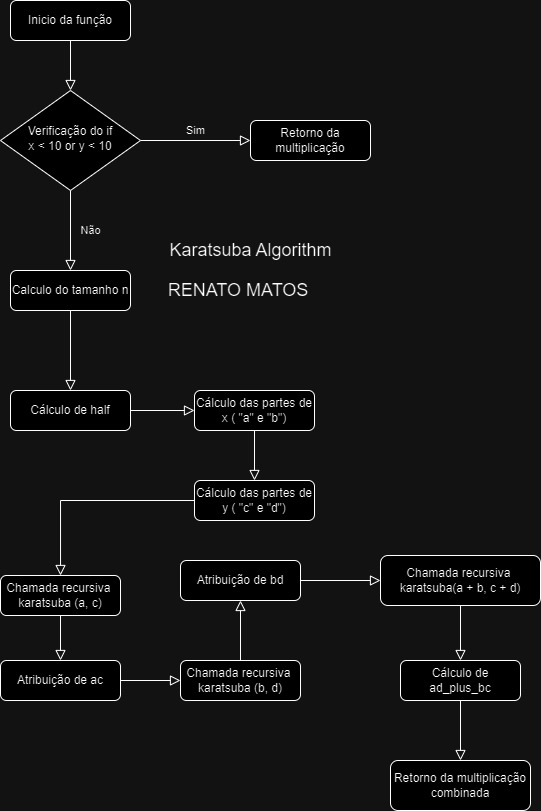 Inicio da função
Verificação do if
x < 10 or y < 10
Sim
Retorno da
multiplicação
Não
Karatsuba Algorithm
Calculo do tamanho n
RENATO MATOS
Cálculo de half
Cálculo das partes de
x ( "a" e "b")
Cálculo das partes de
y ( "c" e "d")
Chamada recursiva
karatsuba (a, c)
Atribuição de ac
Chamada recursiva
karatsuba (b, d)
Atribuição de bd
Chamada recursiva
karatsuba(a + b, c + d)
Cálculo de
ad_plus_bc
Retorno da multiplicação
combinada